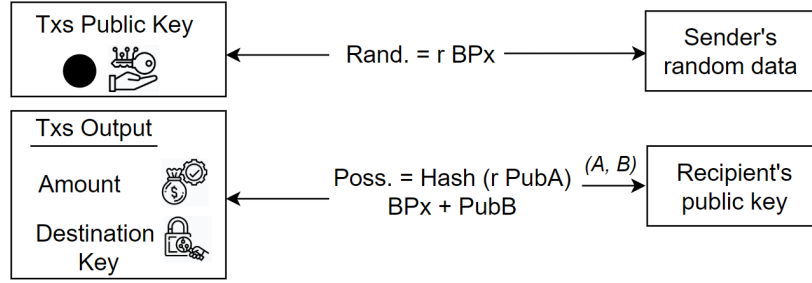 Txs Public Key
Rand. = r BPx
Sender's
random data
Txs Output
Amount
Destination
Key
Poss. = Hash (r PubA)
BPx + PubB
(A, B)
Recipient's
public key